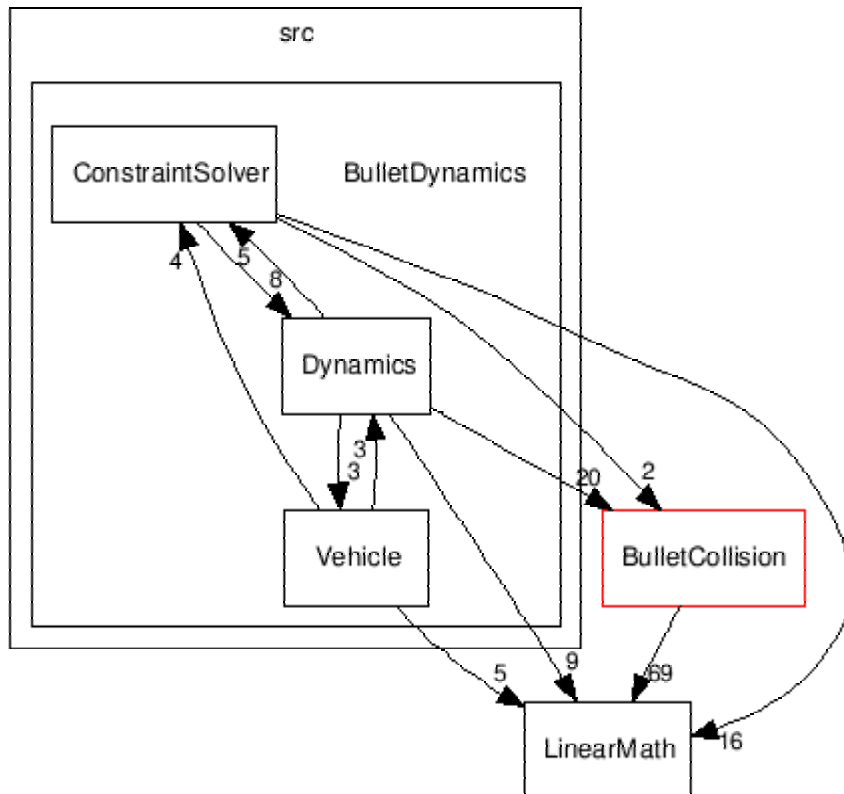 src
ConstraintSolver
BulletDynamics
4
5
8
Dynamics
3
3
20
2
Vehicle
BulletCollision
5
9
69
16
LinearMath